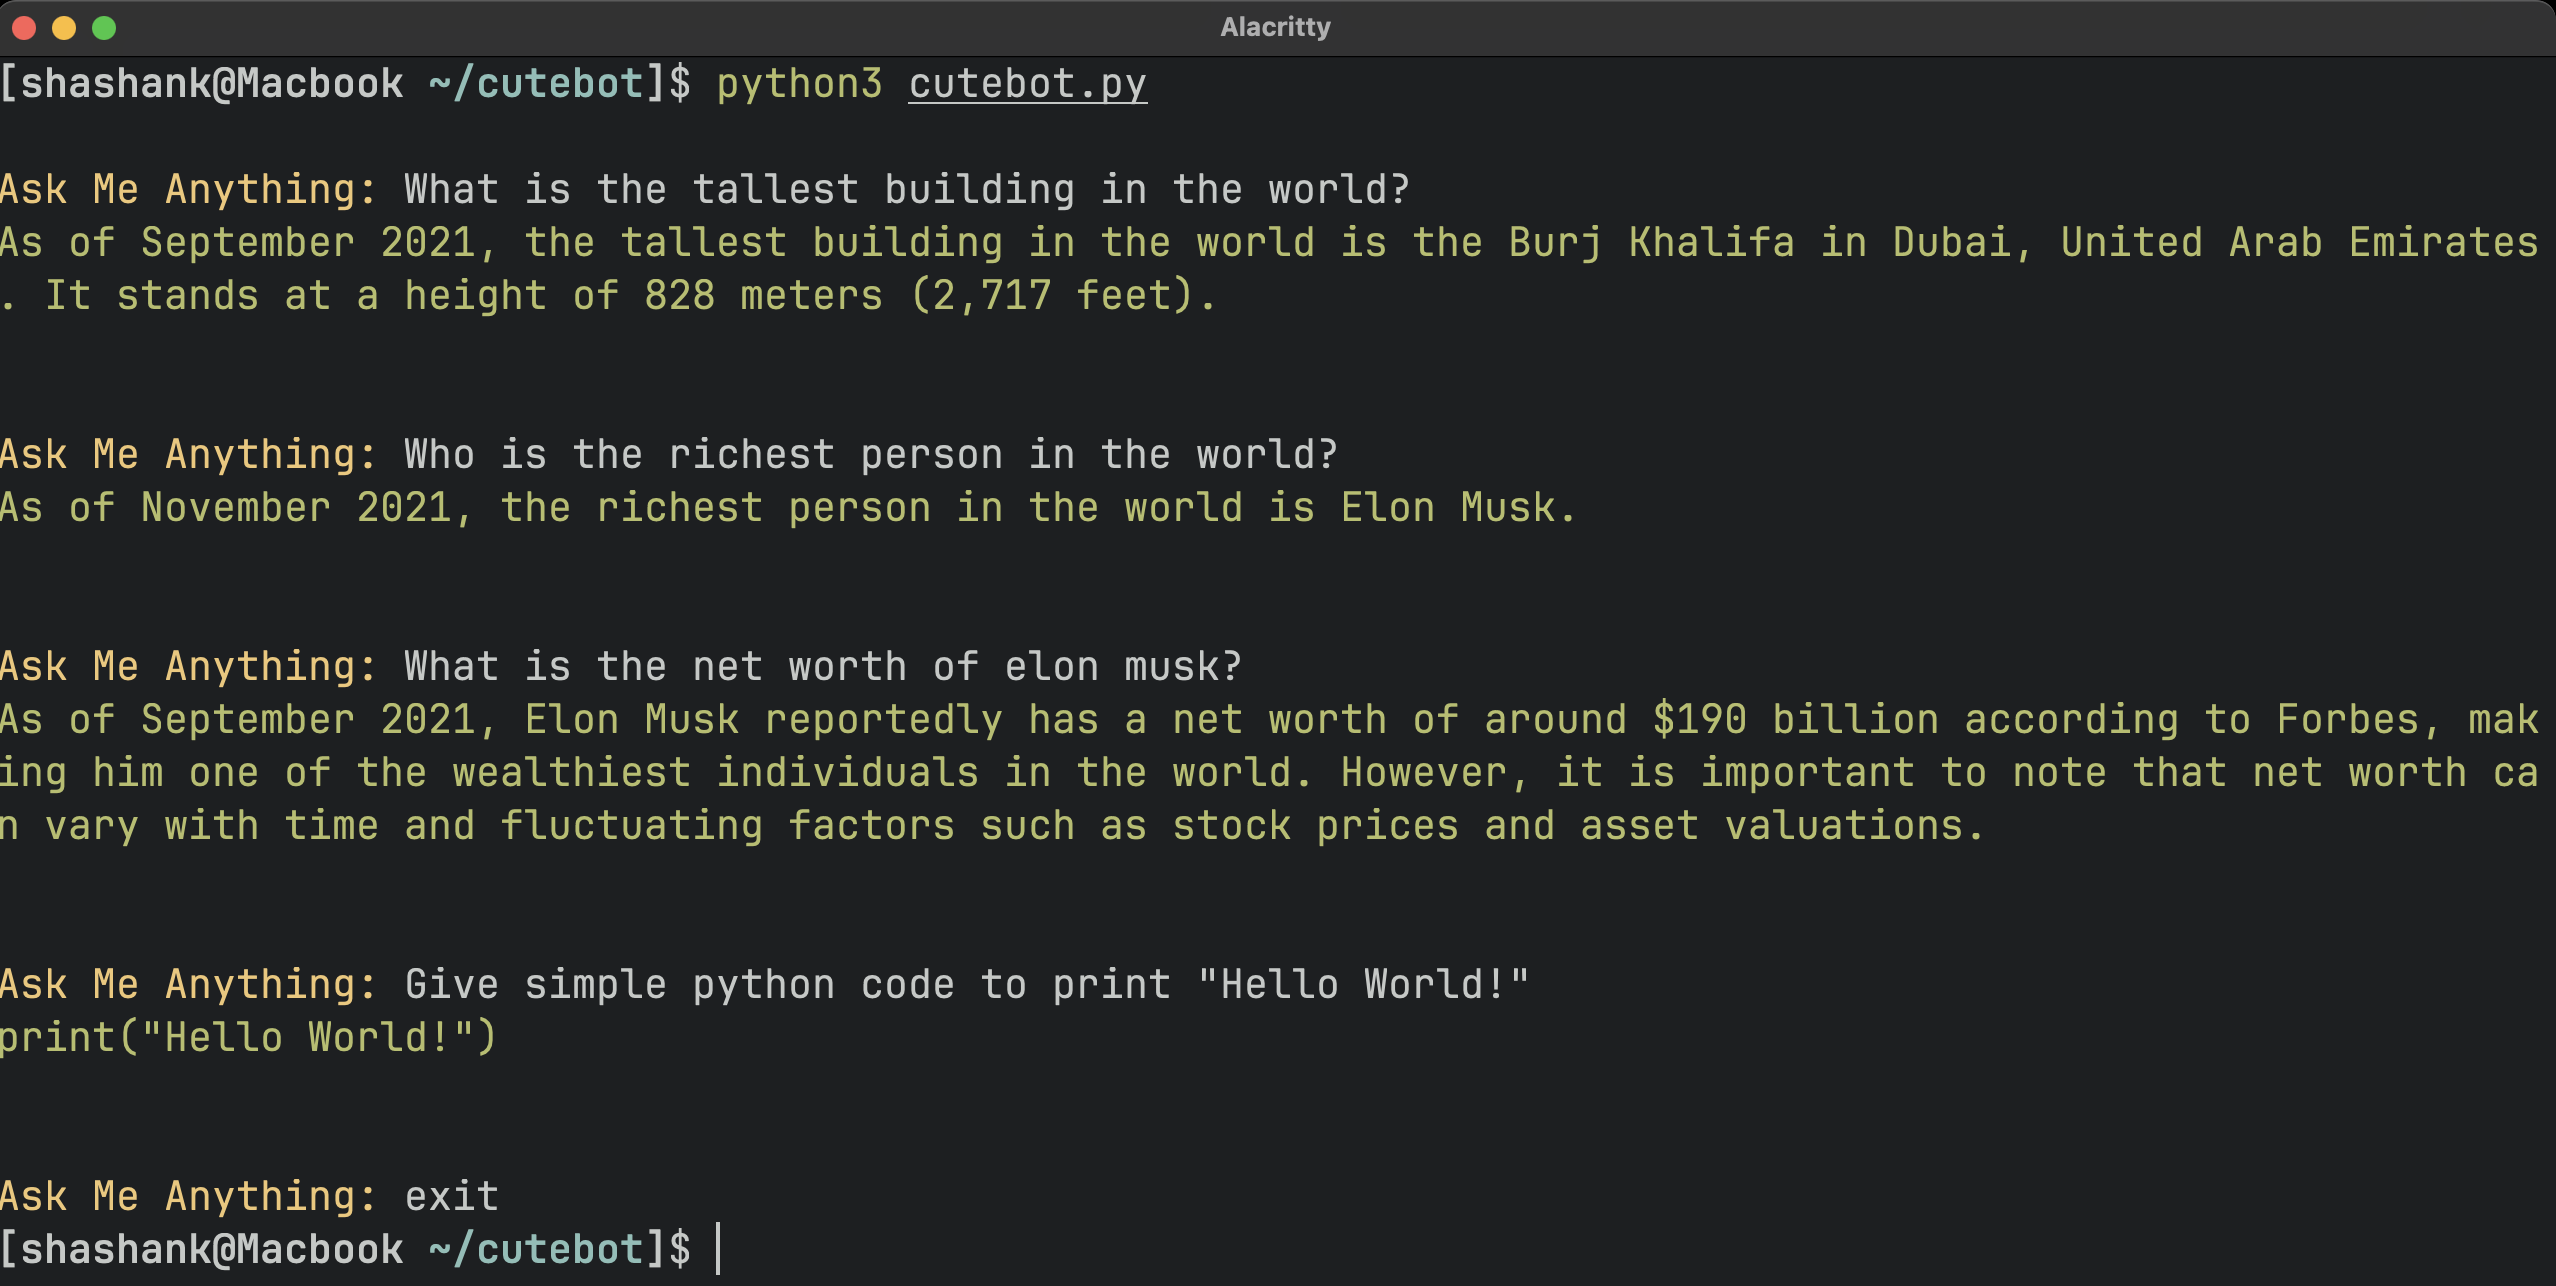 Alacritty
[shashank@Macbook ~/cutebot]$ python3 cutebot.py
Ask Me Anything: What is the tallest building in the world?
As of September 2021, the tallest building in the world is the Burj Khalifa in Dubai, United Arab Emirates
. It stands at a height of 828 meters (2,717 feet).
Ask Me Anything: Who is the richest person in the world?
As of November 2021, the richest person in the world is Elon Musk.
Ask Me Anything: What is the net worth of elon musk?
As of September 2021, Elon Musk reportedly has a net worth of around $190 billion according to Forbes, mak
ing him one of the wealthiest individuals in the world. However, it is important to note that net worth ca
n vary with time and fluctuating factors such as stock prices and asset valuations.
Ask Me Anything: Give simple python code to print "Hello World!"
print("Hello World!")
Ask Me Anything: exit
[shashank@Macbook ~/cutebot]$